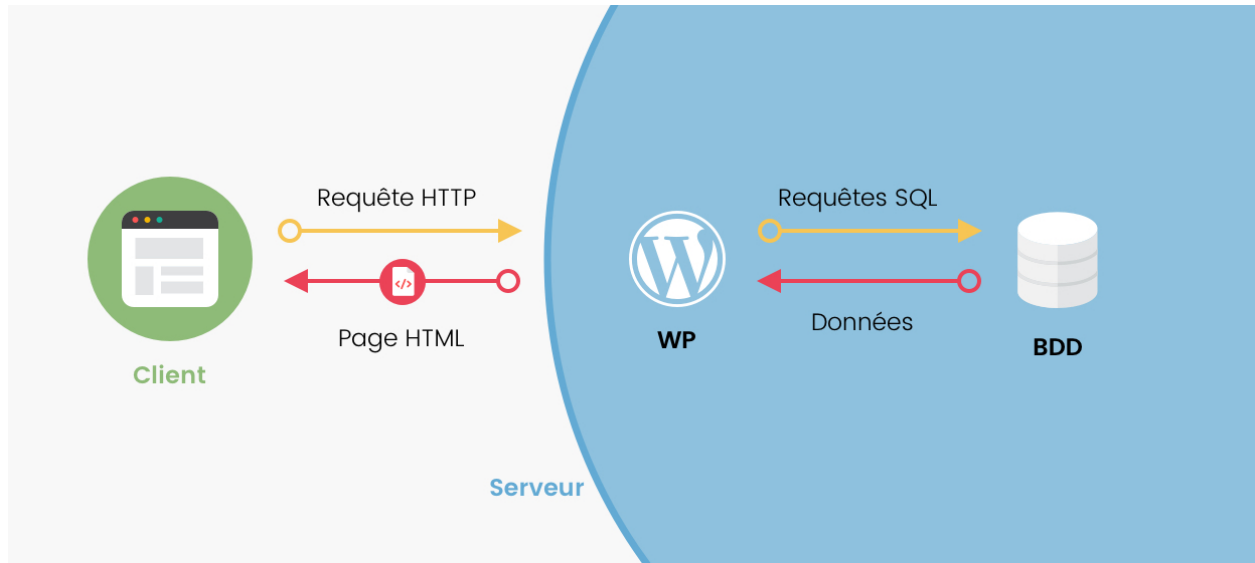 Requête HTTP
Page HTML
Client
Serveur
Requêtes SQL
Données
WP
BDD